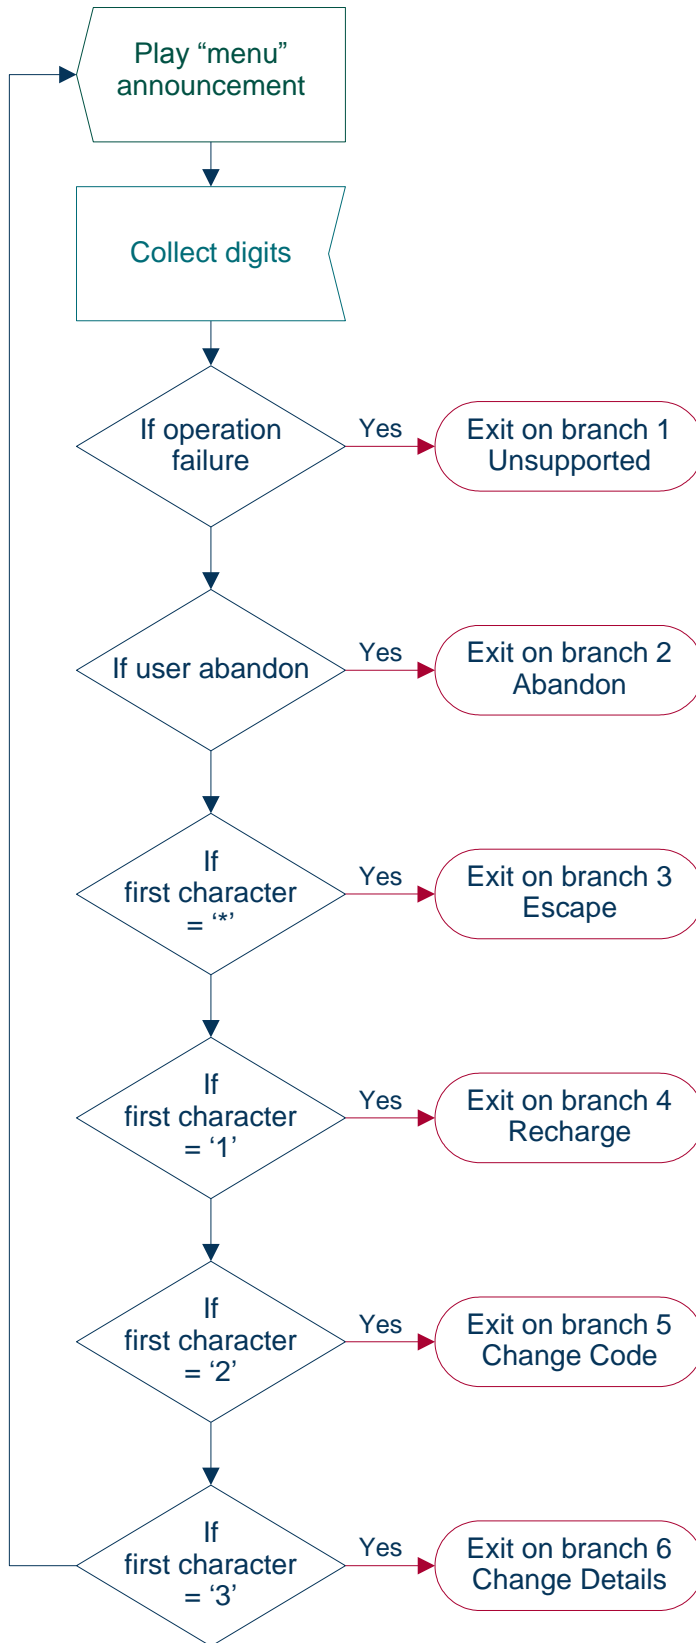 Play “menu”
announcement
Collect digits
If operation
failure
Yes
Exit on branch 1
Unsupported
If user abandon
Yes
Exit on branch 2
Abandon
If
first character
= ‘*’
Yes
Exit on branch 3
Escape
If
first character
= ‘1’
Yes
Exit on branch 4
Recharge
If
first character
= ‘2’
Yes
Exit on branch 5
Change Code
If
first character
= ‘3’
Yes
Exit on branch 6
Change Details